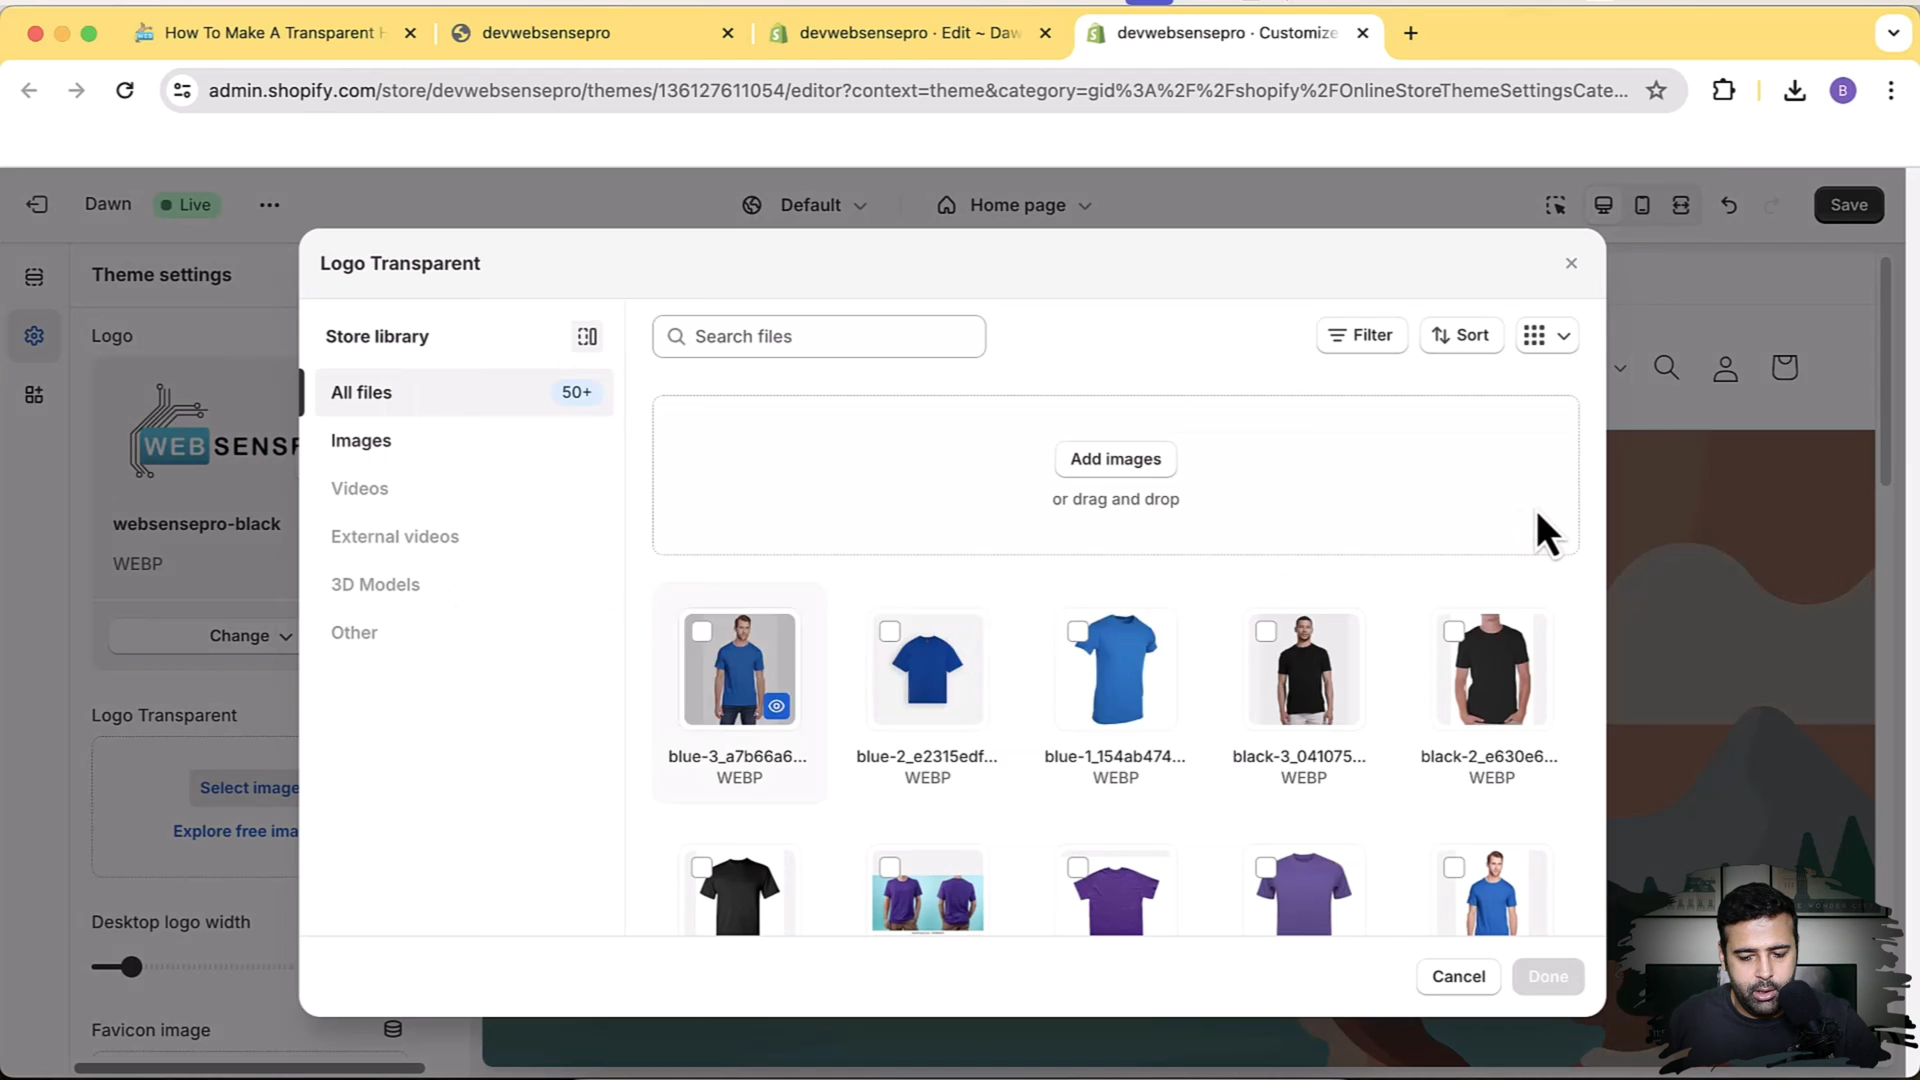 How To Make A Transparent H
devwebsensepro
devwebsensepro · Edit ~ Daw
devwebsensepro · Customize
admin.shopify.com/store/devwebsensepro/themes/136127611054/editor?context=theme&category=gid%3A%2F%2Fshopify%2FOnlineStoreThemeSettingsCate...
B
Dawn
Live
Default
Home page
Save
Theme settings
Logo
WEB SENSEP
websensepro-black
WEBP
Change
Logo Transparent
Select image
Explore free ima
Desktop logo width
Favicon image
Logo Transparent
Store library
All files
50+
Images
Videos
External videos
3D Models
Other
Search files
Filter
Sort
Add images
or drag and drop
blue-3_a7b66a6...
WEBP
blue-2_e2315edf...
WEBP
blue-1_154ab474...
WEBP
black-3_041075...
WEBP
black-2_e630e6...
WEBP
Cancel
Done